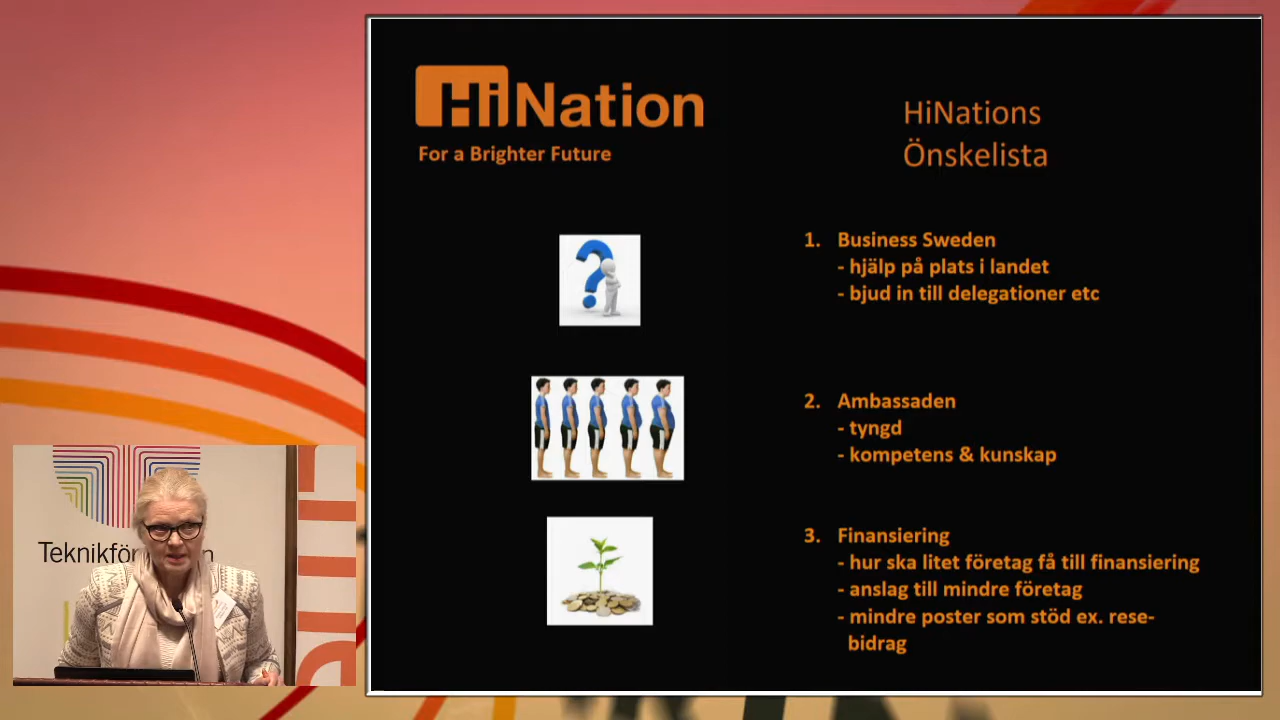 HiNation
For a Brighter Future
HiNations
Önskelista
1. Business Sweden
- hjälp på plats i landet
- bjud in till delegationer etc
2. Ambassaden
- tyngd
- kompetens & kunskap
3. Finansiering
- hur ska litet företag få till finansiering
- anslag till mindre företag
- mindre poster som stöd ex. rese-
bidrag